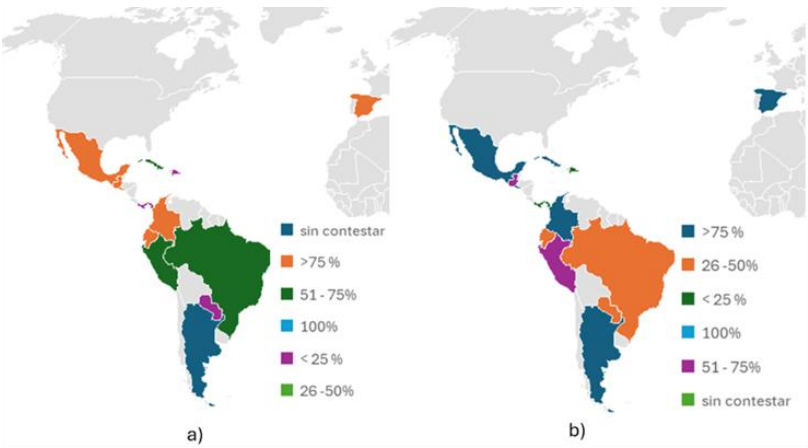 sin contestar
>75 %
51 - 75%
100%
< 25 %
26 -50%
a)
>75 %
26 -50%
< 25 %
100%
51 - 75%
sin contestar
b)